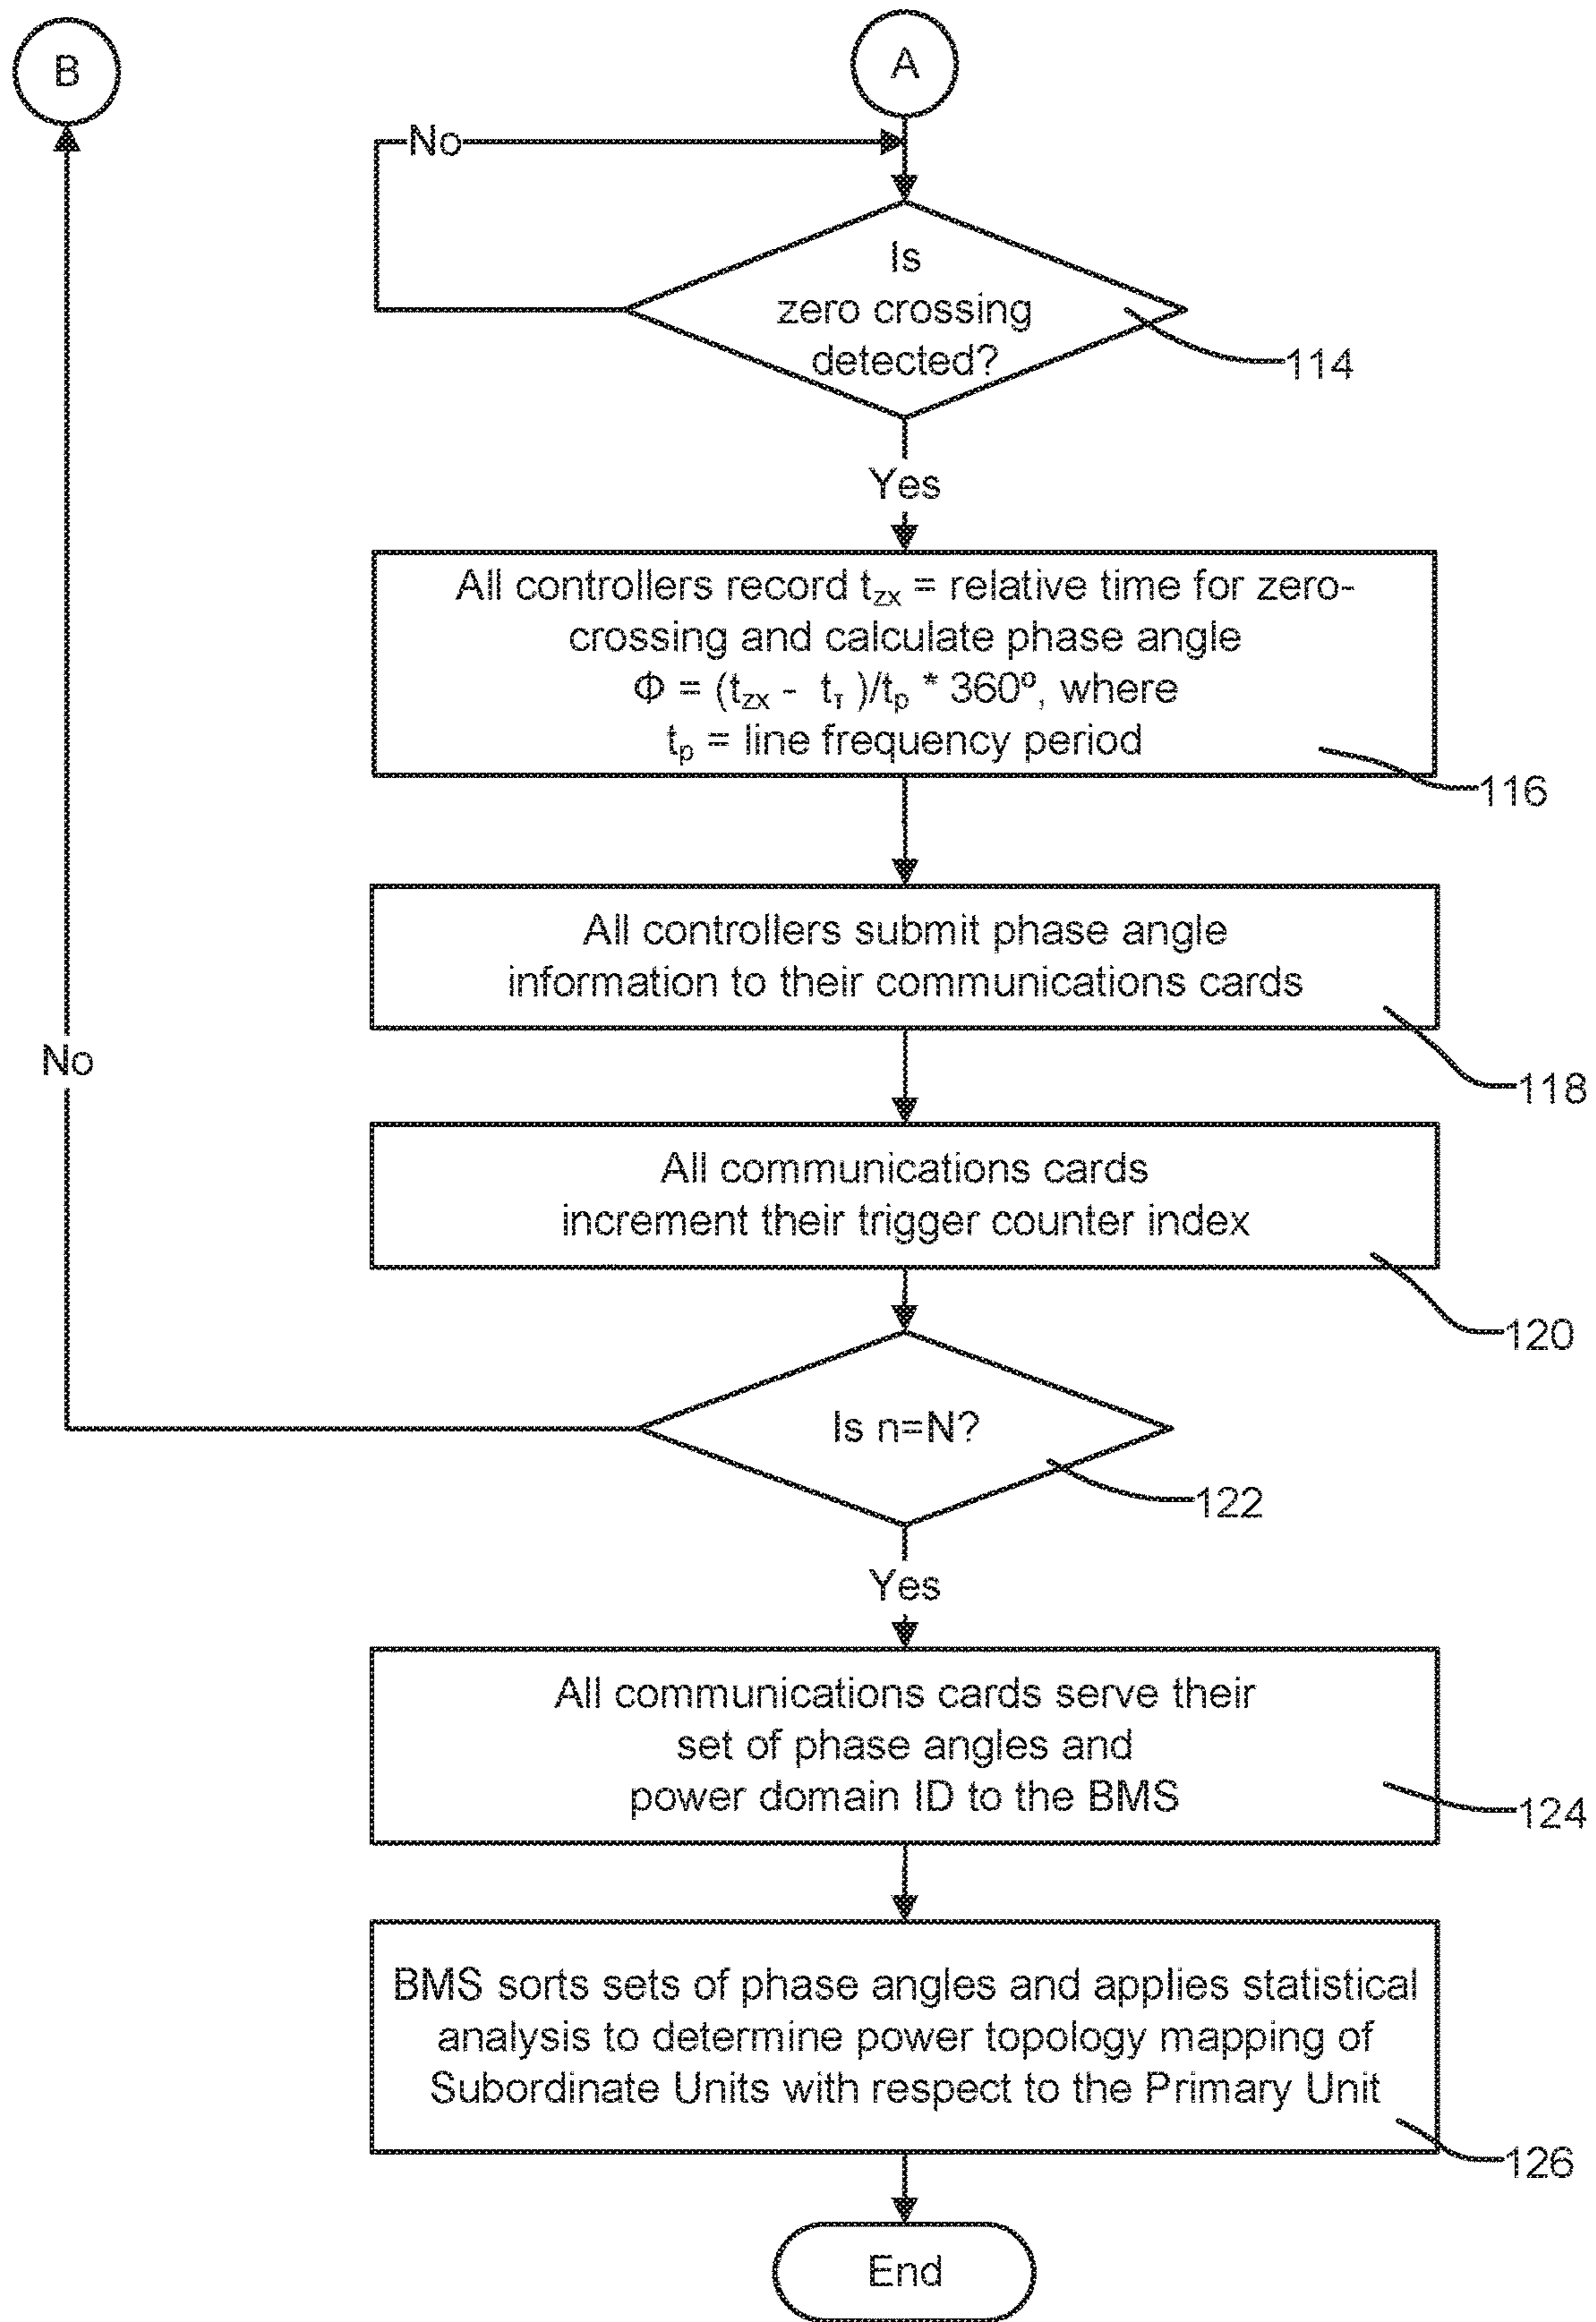 B
A
No
Is
zero crossing
detected?
114
Yes
All controllers record tzx = relative time for zero-
crossing and calculate phase angle
Φ = (tzx - tτ )/tp * 360º, where
tp = line frequency period
116
All controllers submit phase angle
information to their communications cards
118
No
All communications cards
increment their trigger counter index
120
Is n=N?
122
Yes
All communications cards serve their
set of phase angles and
power domain ID to the BMS
124
BMS sorts sets of phase angles and applies statistical
analysis to determine power topology mapping of
Subordinate Units with respect to the Primary Unit
126
End